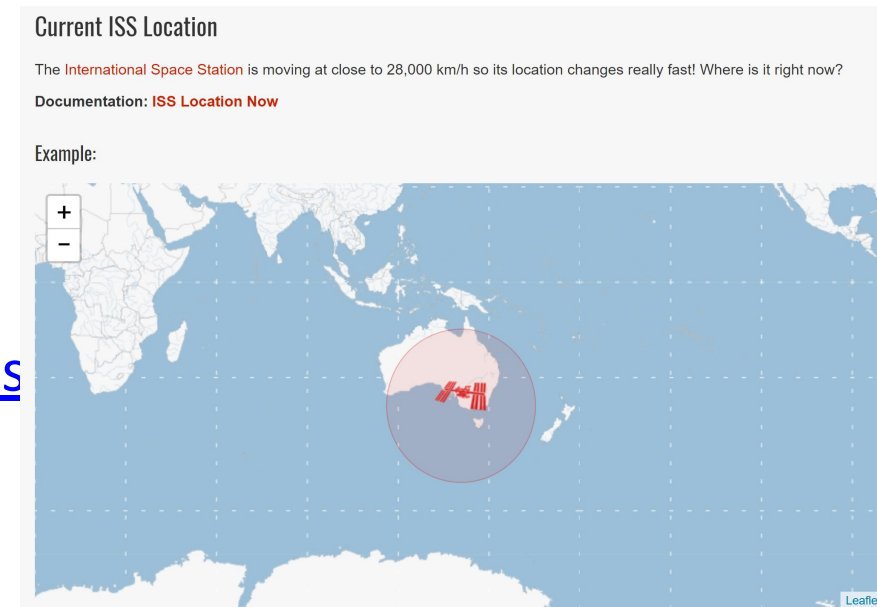 Current ISS Location
The International Space Station is moving at close to 28,000 km/h so its location changes really fast! Where is it right now?
Documentation: ISS Location Now
Example:
+
−
s
Leafle